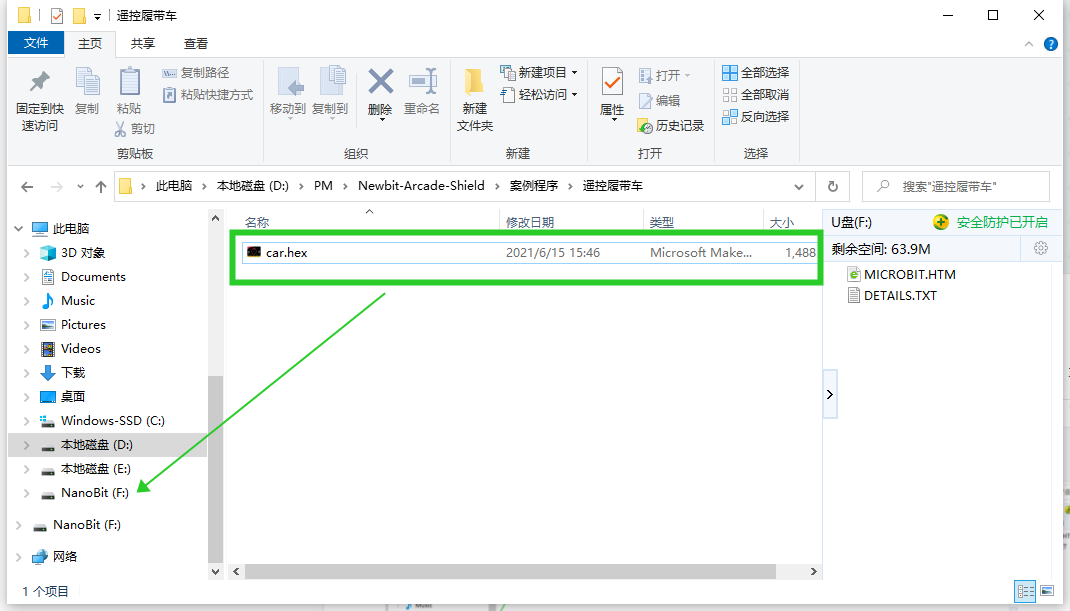 遥控履带车
文件 主页 共享 查看
固定到快速访问
复制
粘贴
复制路径
粘贴快捷方式
剪切
剪贴板
移动到
复制到
删除
重命名
组织
新建
文件夹
新建项目
轻松访问
新建
属性
打开
编辑
历史记录
打开
全部选择
全部取消
反向选择
选择
此电脑 本地磁盘 (D:) PM Newbit-Arcade-Shield 案例程序 遥控履带车
搜索"遥控履带车"
此电脑
3D 对象
Documents
Music
Pictures
Videos
下载
桌面
Windows-SSD (C:)
本地磁盘 (D:)
本地磁盘 (E:)
NanoBit (F:)
NanoBit (F:)
网络
名称 修改日期 类型 大小
car.hex 2021/6/15 15:46 Microsoft Make... 1,488
U盘(F:) 安全防护已开启
剩余空间: 63.9M
MICROBIT.HTM
DETAILS.TXT
1 个项目